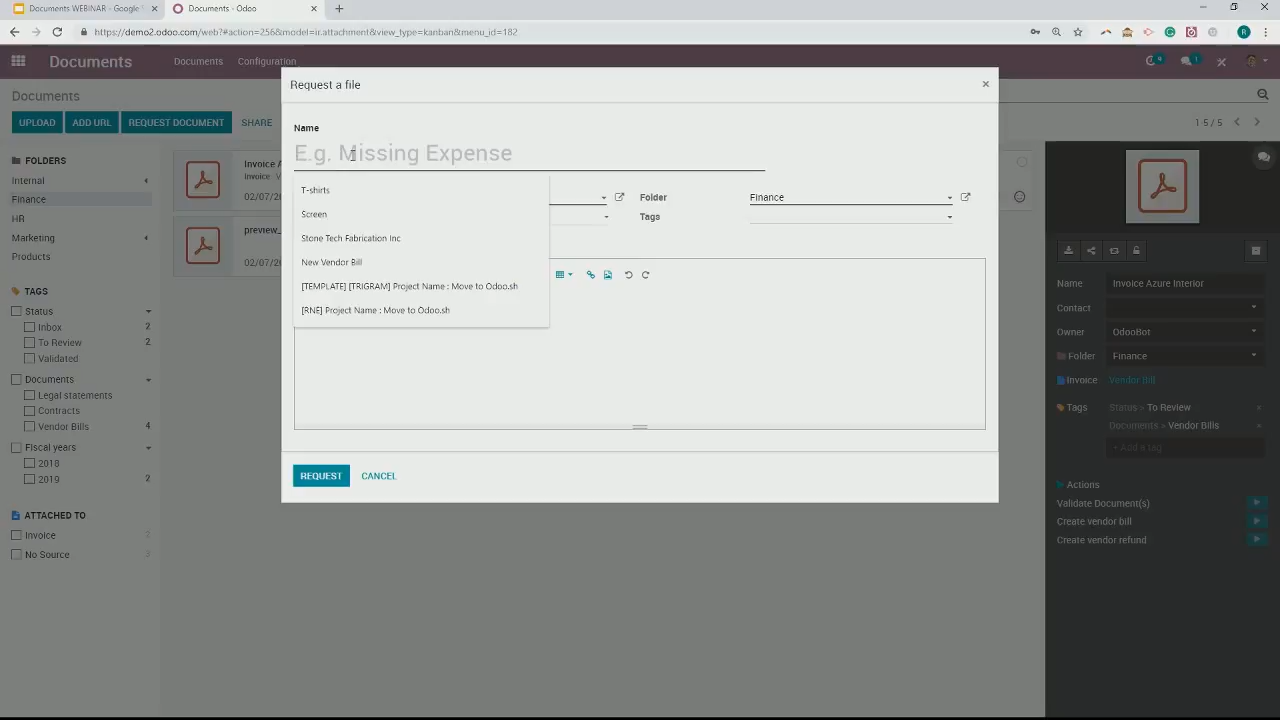 Documents WEBINAR - Google
Documents - Odoo
https://demo2.odoo.com/web?#action=256&model=ir.attachment&view_type=kanban&menu_id=182
Documents
Documents
Configuration
Request a file
Documents
UPLOAD
ADD URL
REQUEST DOCUMENT
SHARE
1-5 / 5
Name
E.g. Missing Expense
T-shirts
Screen
Stone Tech Fabrication Inc
New Vendor Bill
[TEMPLATE] [TRIGRAM] Project Name : Move to Odoo.sh
[RNE] Project Name : Move to Odoo.sh
Folder
Finance
Tags
REQUEST
CANCEL
FOLDERS
Internal
Finance
HR
Marketing
Products
TAGS
Status
Inbox 2
To Review 2
Validated
Documents
Legal statements
Contracts
Vendor Bills 4
Fiscal years
2018
2019 2
ATTACHED TO
Invoice 2
No Source 2
Invoice A
Invoice:
02/07/
preview_
02/07/
Name Invoice Azure Interior
Contact
Owner OdooBot
Folder Finance
Invoice Vendor Bill
Tags Status » To Review ×
Documents » Vendor Bills ×
+ Add a tag
Actions
Validate Document(s)
Create vendor bill
Create vendor refund